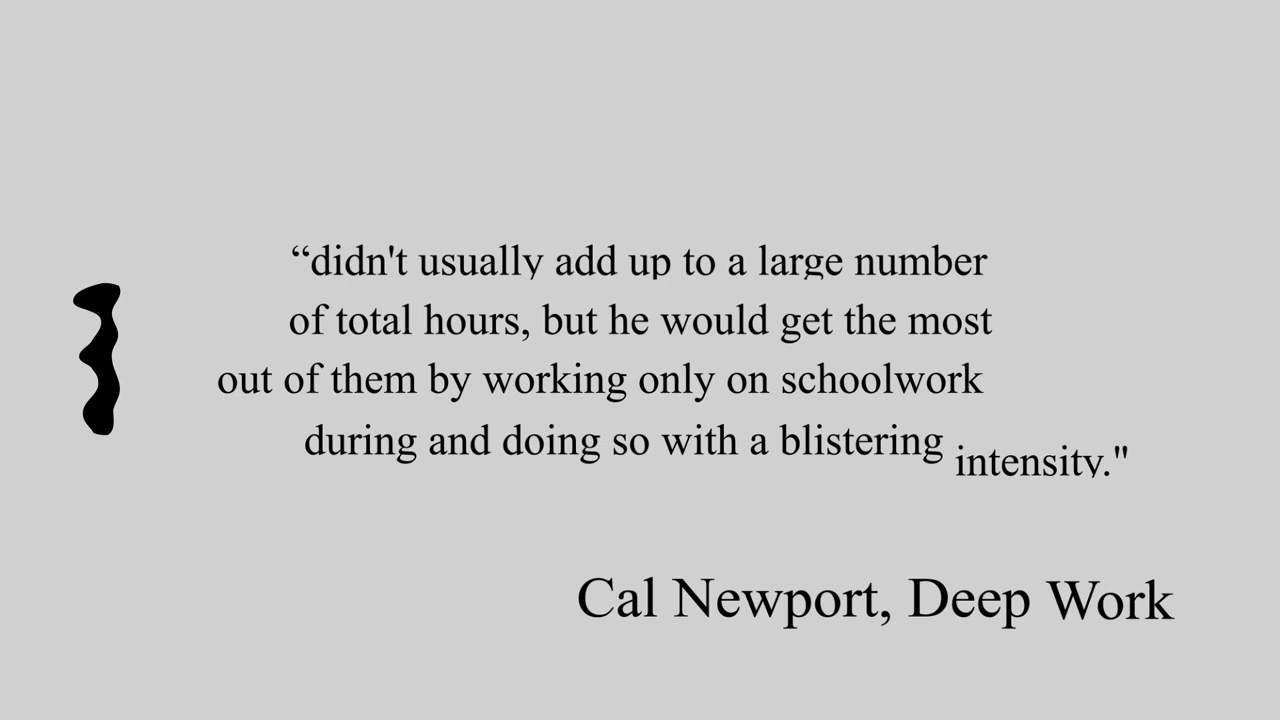 “didn't usually add up to a large number
of total hours, but he would get the most
out of them by working only on schoolwork
during and doing so with a blistering intensity."
Cal Newport, Deep Work